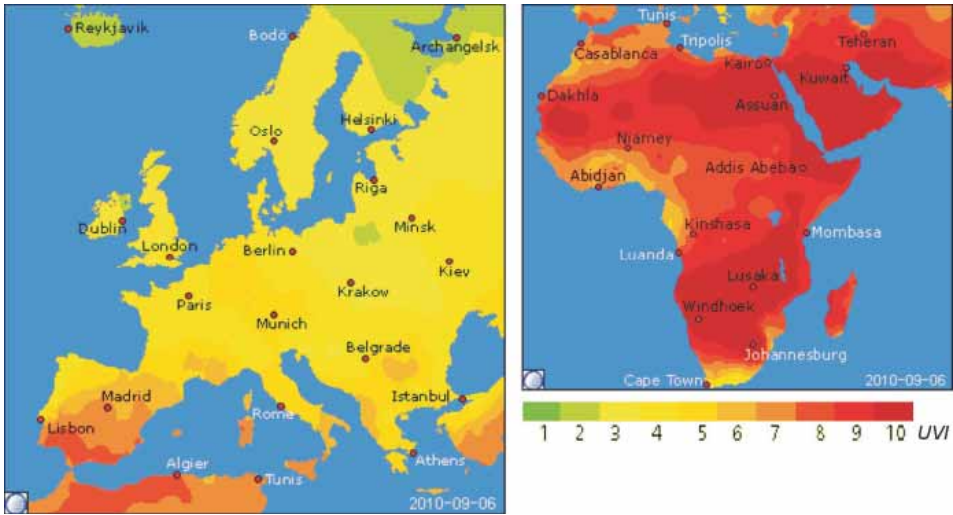 Reykjavik
Bodö
Archangelsk
Helsinki
Oslo
Riga
Dublin
Minsk
London
Berlin
Kiev
Krakow
Paris
Munich
Belgrade
Madrid
Istanbul
Rome
Lisbon
Athens
Algier
Tunis
2010-09-06
Tunis
Casablanca
Tripolis
Teheran
Kairo
Kuwait
Dakhla
Assuan
Niamey
Addis Abeba
Abidjan
Kinshasa
Mombasa
Luanda
Lusaka
Windhoek
Johannesburg
Cape Town
2010-09-06
1 2 3 4 5 6 7 8 9 10 UVI